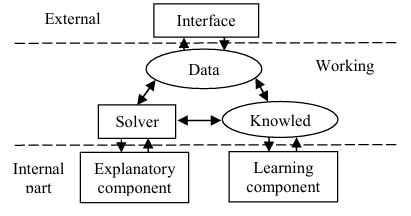 External
Interface
Data
Working
Solver
Knowled
Internal
part
Explanatory
component
Learning
component